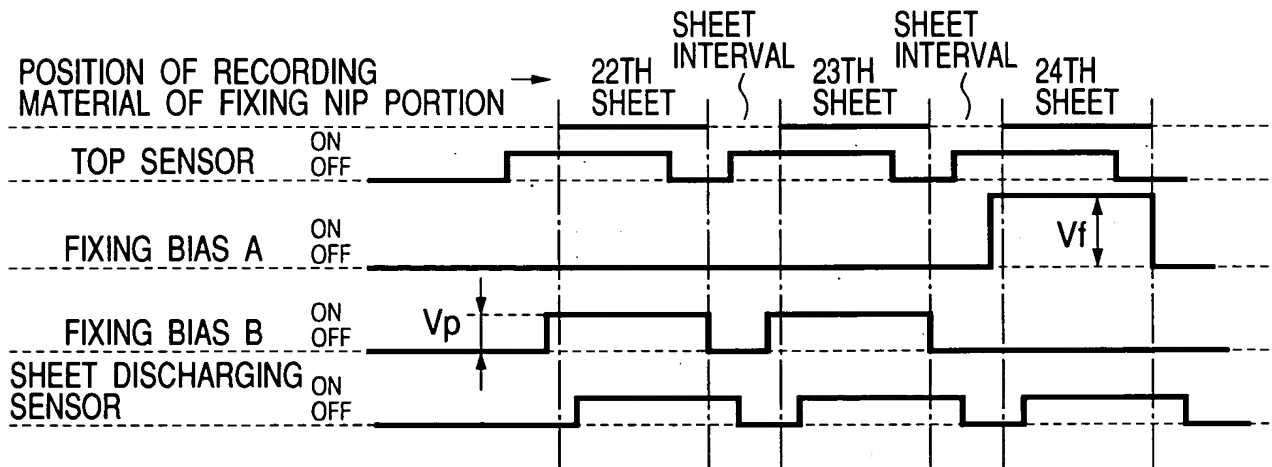 SHEET
INTERVAL
SHEET
INTERVAL
POSITION OF RECORDING
MATERIAL OF FIXING NIP PORTION
22TH
SHEET
23TH
SHEET
24TH
SHEET
TOP SENSOR
ON
OFF
FIXING BIAS A
ON
OFF
Vf
FIXING BIAS B
ON
OFF
Vp
SHEET DISCHARGING
SENSOR
ON
OFF